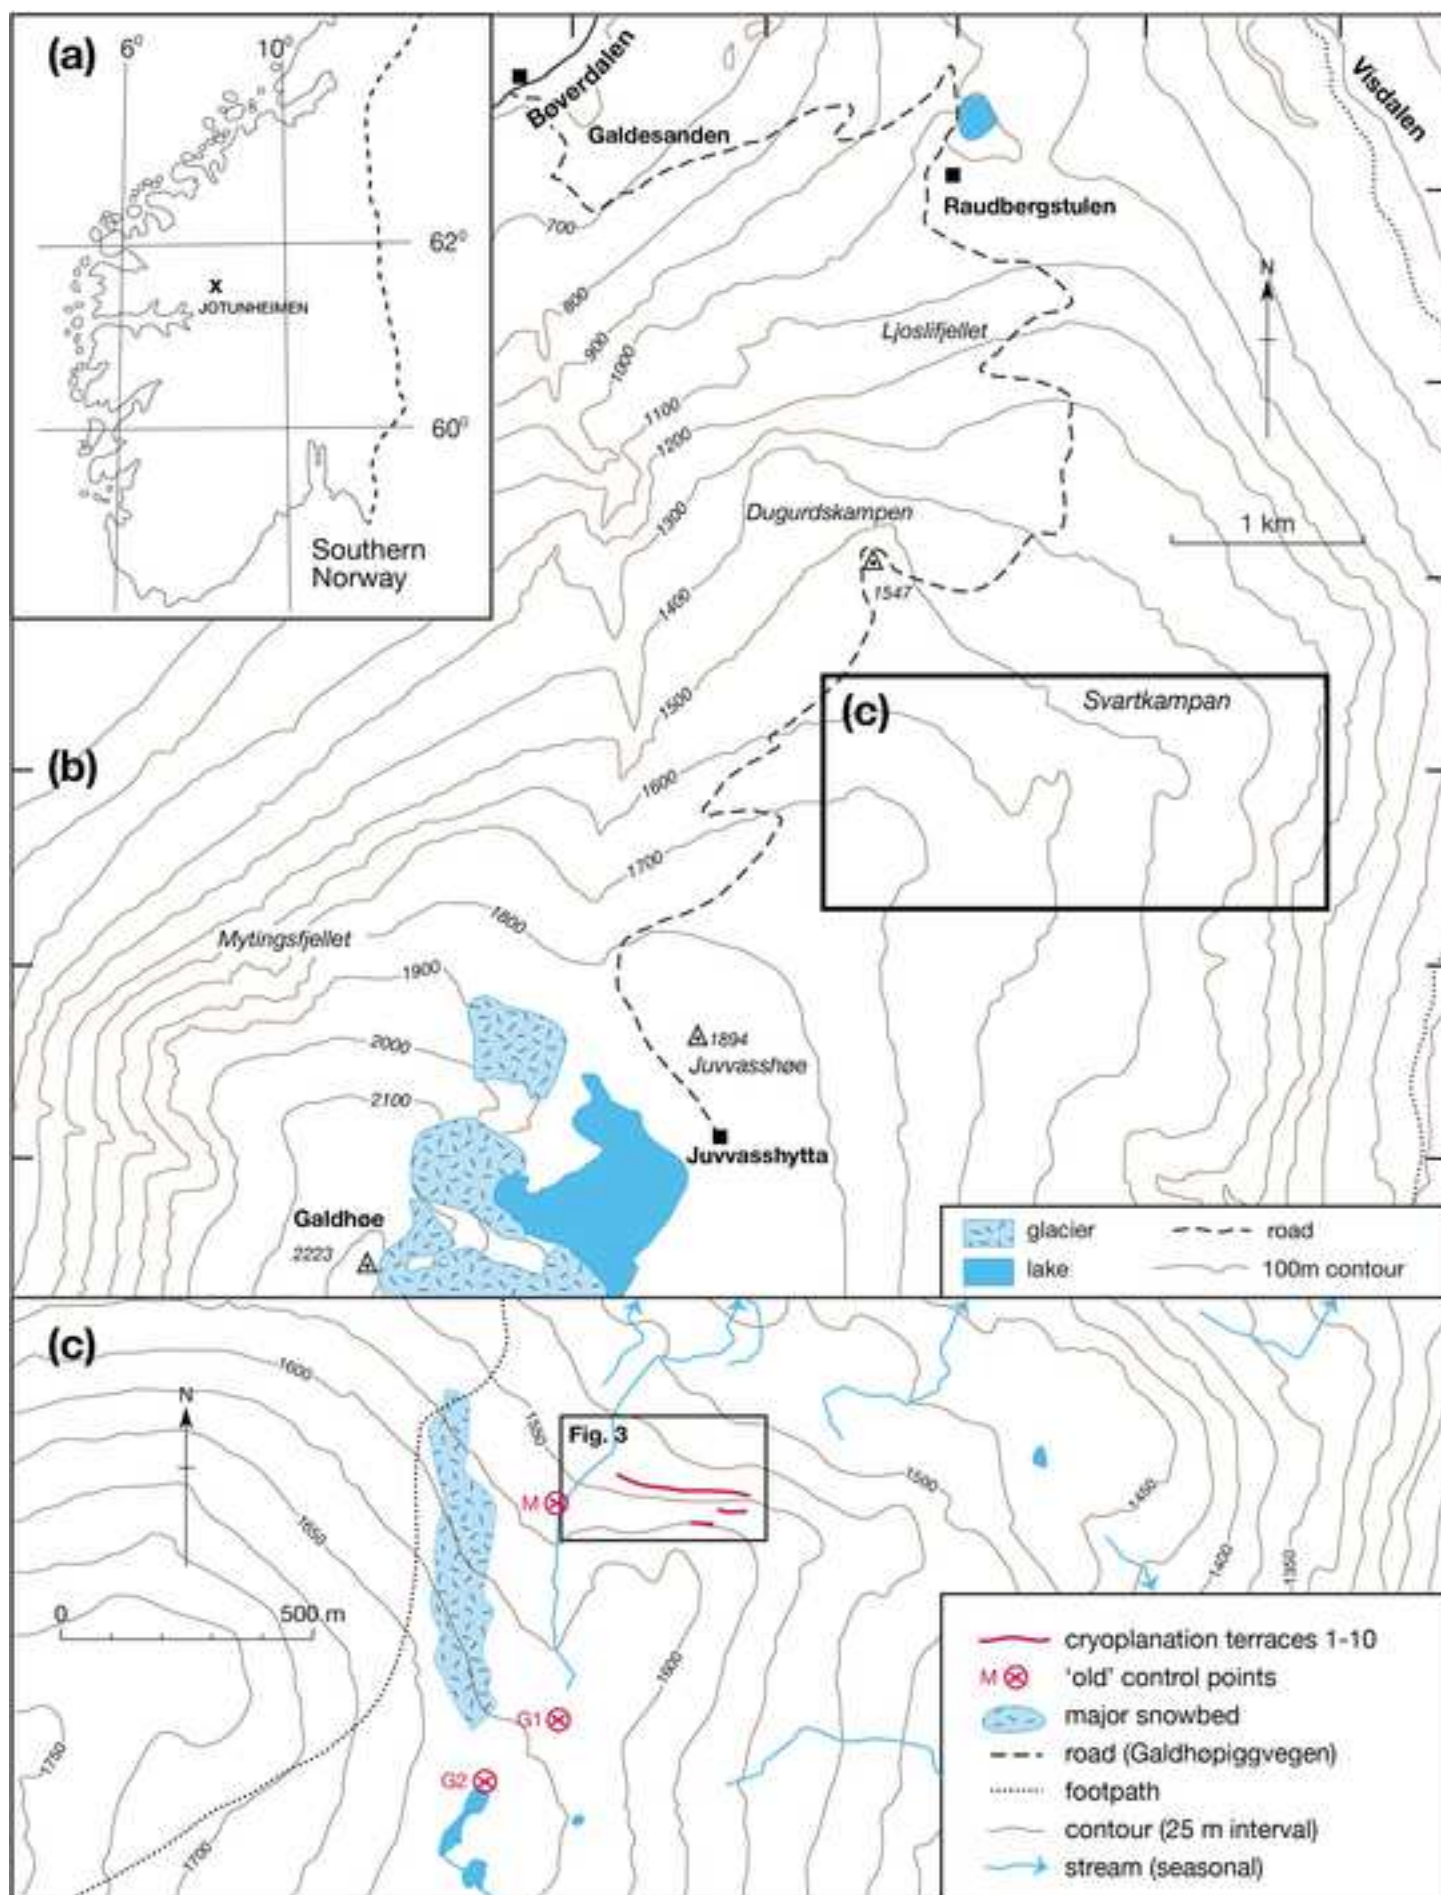 (a)
6⁰
10⁰
62⁰
x
JOTUNHEIMEN
60⁰
Southern
Norway
Bøverdalen
Galdesanden
Visdalen
Raudbergstulen
700
N
800
Ljoslifjellet
900
1000
1100
1200
1300
Dugurdskampen
1 km
1547
1400
(b)
1500
(c)
Svartkampan
1600
1700
1800
Mytingsfjellet
1900
2000
1894
Juvvasshøe
2100
Juvvasshytta
Galdhøe
2223
glacier
road
lake
100m contour
(c)
1600
N
1550
Fig. 3
1500
M
1450
1650
1400
1350
0
500 m
1600
G1
G2
1750
1700
cryoplanation terraces 1-10
M
‘old’ control points
major snowbed
road (Galdhøpiggvegen)
footpath
contour (25 m interval)
stream (seasonal)